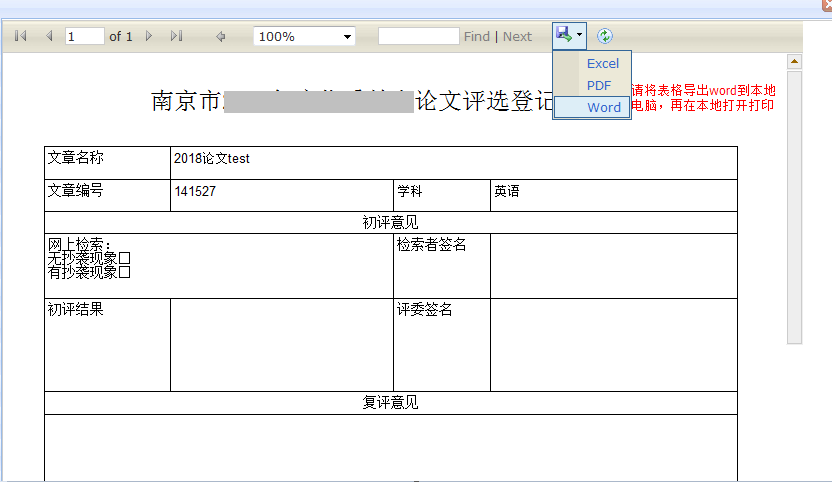 1 of 1 100% Find | Next
Excel
PDF
Word
请将表格导出word到本地
电脑，再在本地打开打印
南京市 论文评选登记
文章名称 2018论文test
文章编号 141527 学科 英语
初评意见
网上检索： 检索者签名
无抄袭现象□
有抄袭现象□
初评结果 评委签名
复评意见